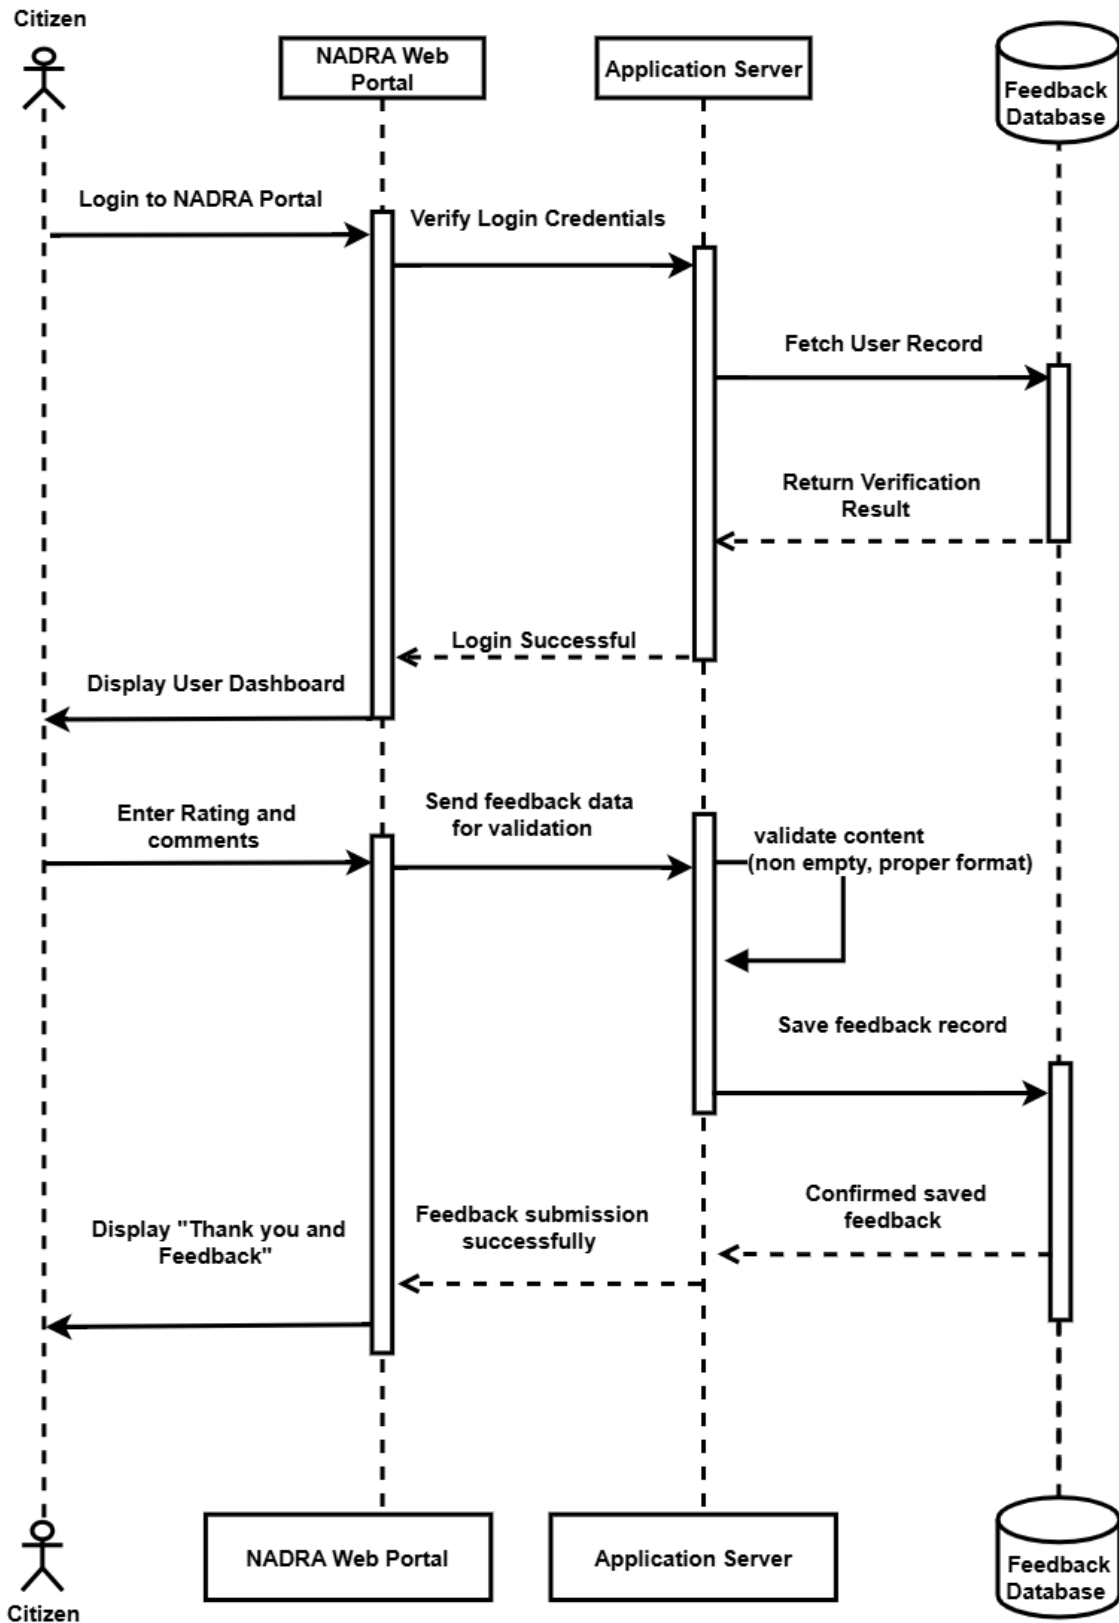 Citizen
NADRA Web
Portal
Application Server
Feedback
Database
Login to NADRA Portal
Verify Login Credentials
Fetch User Record
Return Verification
Result
Login Successful
Display User Dashboard
Enter Rating and
comments
Send feedback data
for validation
validate content
(non empty, proper format)
Save feedback record
Confirmed saved
feedback
Feedback submission
successfully
Display "Thank you and
Feedback"
NADRA Web Portal
Application Server
Feedback
Database
Citizen